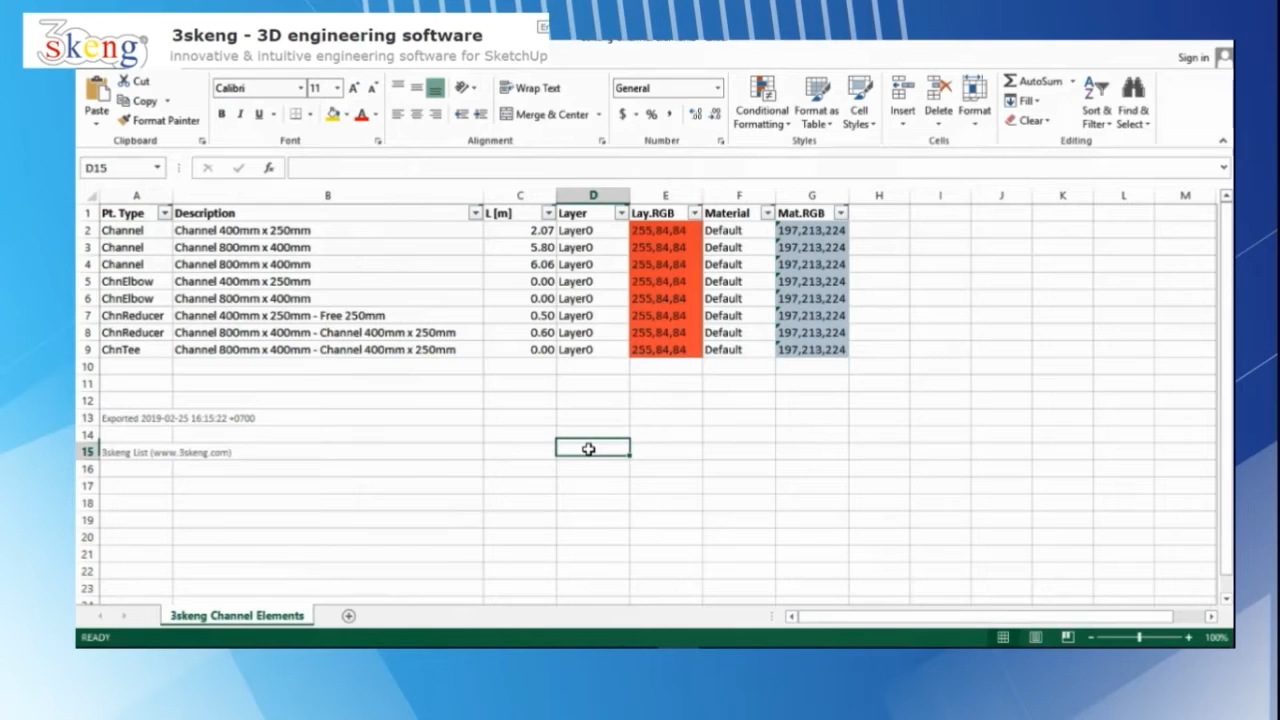 3skeng
3skeng - 3D engineering software
innovative & intuitive engineering software for SketchUp
Sign in
Cut
Copy
Format Painter
Paste
Calibri 11
B I U
Wrap Text
Merge & Center
General
$ % ,
Conditional Formatting
Format as Table
Cell Styles
Insert
Delete
Format
AutoSum
Fill
Clear
Sort & Filter
Find & Select
Clipboard Font Alignment Number Styles Cells Editing
D15 fx
A B C D E F G H I J K L M
1 Pt. Type Description L [m] Layer Lay.RGB Material Mat.RGB
2 Channel Channel 400mm x 250mm 2.07 Layer0 255,84,84 Default 197,213,224
3 Channel Channel 800mm x 400mm 5.80 Layer0 255,84,84 Default 197,213,224
4 Channel Channel 800mm x 400mm 6.06 Layer0 255,84,84 Default 197,213,224
5 ChnElbow Channel 400mm x 250mm 0.00 Layer0 255,84,84 Default 197,213,224
6 ChnElbow Channel 800mm x 400mm 0.00 Layer0 255,84,84 Default 197,213,224
7 ChnReducer Channel 400mm x 250mm - Free 250mm 0.50 Layer0 255,84,84 Default 197,213,224
8 ChnReducer Channel 800mm x 400mm - Channel 400mm x 250mm 0.60 Layer0 255,84,84 Default 197,213,224
9 ChnTee Channel 800mm x 400mm - Channel 400mm x 250mm 0.00 Layer0 255,84,84 Default 197,213,224
10
11
12
13 Exported 2019-02-25 16:15:22 +0700
14
15 3skeng List (www.3skeng.com)
16
17
18
19
20
21
22
23
3skeng Channel Elements
READY 100%